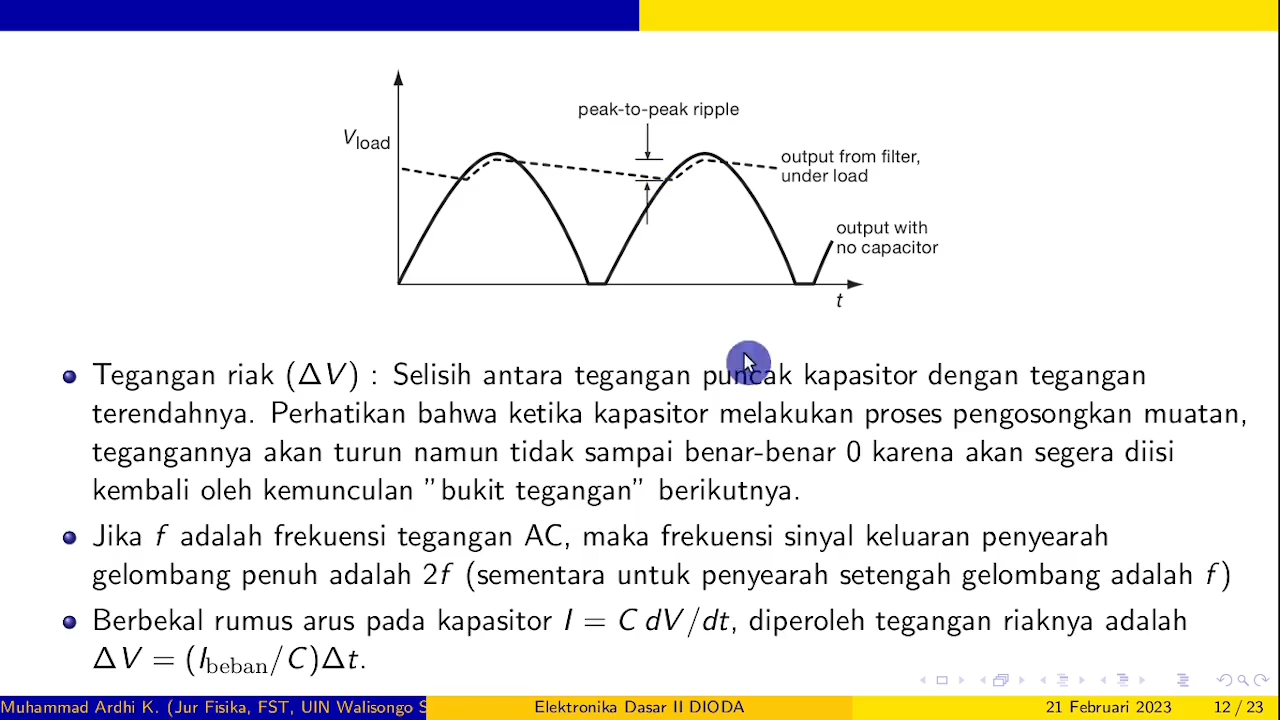 peak-to-peak ripple
Vload
output from filter,
under load
output with
no capacitor
t
Tegangan riak (ΔV) : Selisih antara tegangan puncak kapasitor dengan tegangan
terendahnya. Perhatikan bahwa ketika kapasitor melakukan proses pengosongkan muatan,
tegangannya akan turun namun tidak sampai benar-benar 0 karena akan segera diisi
kembali oleh kemunculan ”bukit tegangan” berikutnya.
Jika f adalah frekuensi tegangan AC, maka frekuensi sinyal keluaran penyearah
gelombang penuh adalah 2f (sementara untuk penyearah setengah gelombang adalah f)
Berbekal rumus arus pada kapasitor I = C dV/dt, diperoleh tegangan riaknya adalah
ΔV = (Ibeban/C)Δt.
Muhammad Ardhi K. (Jur Fisika, FST, UIN Walisongo S
Elektronika Dasar II DIODA
21 Februari 2023
12 / 23